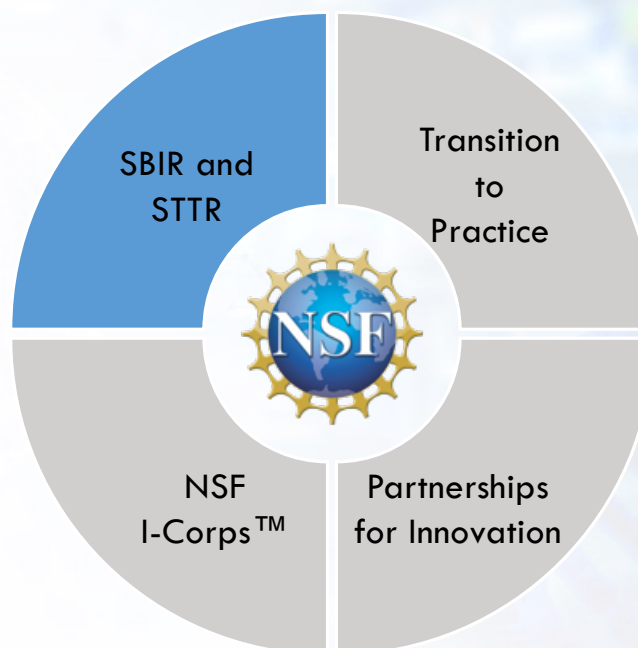 SBIR and
STTR
Transition
to
Practice
NSF
NSF
I-Corps™
Partnerships
for Innovation